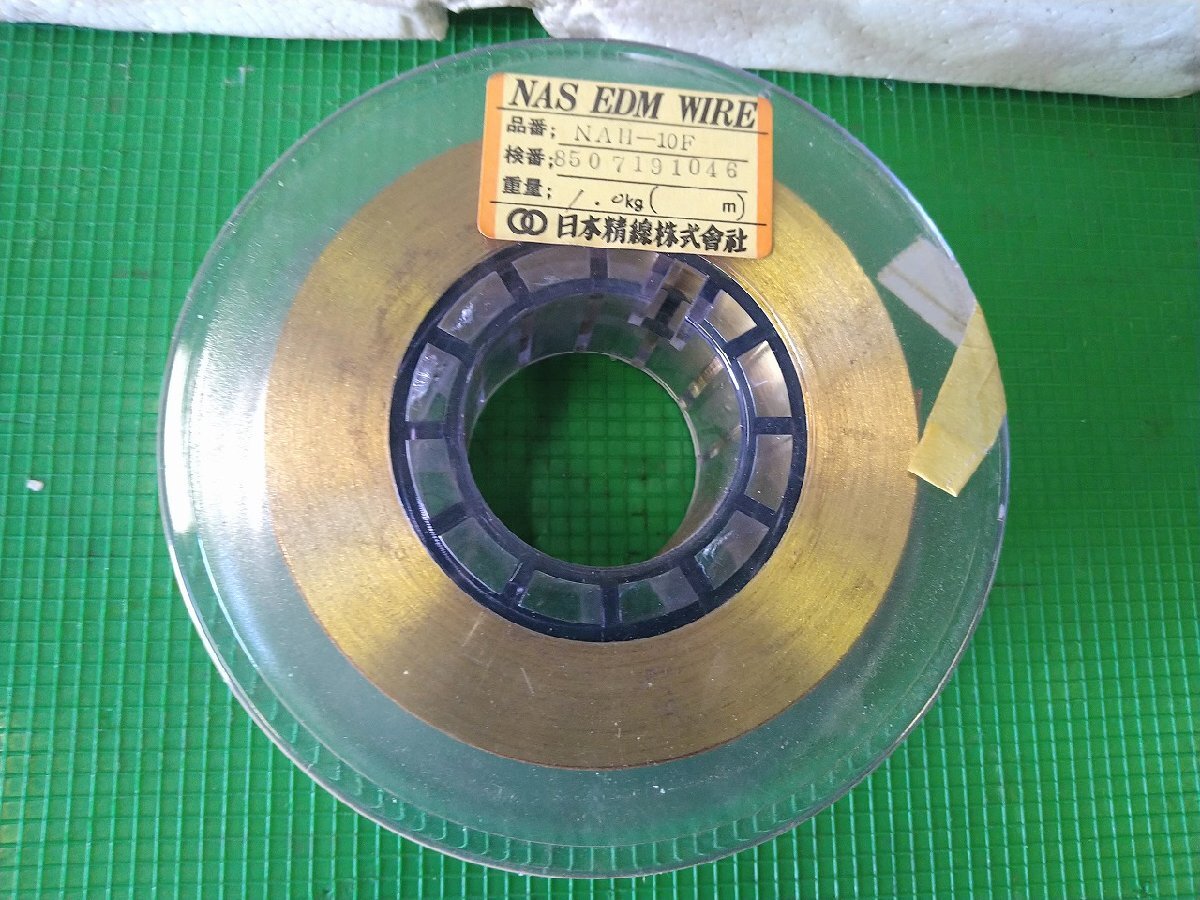 NAS EDM WIRE
品番; NAH-10F
検番; 8507191046
重量; 1.0kg( m)
日本精線株式會社